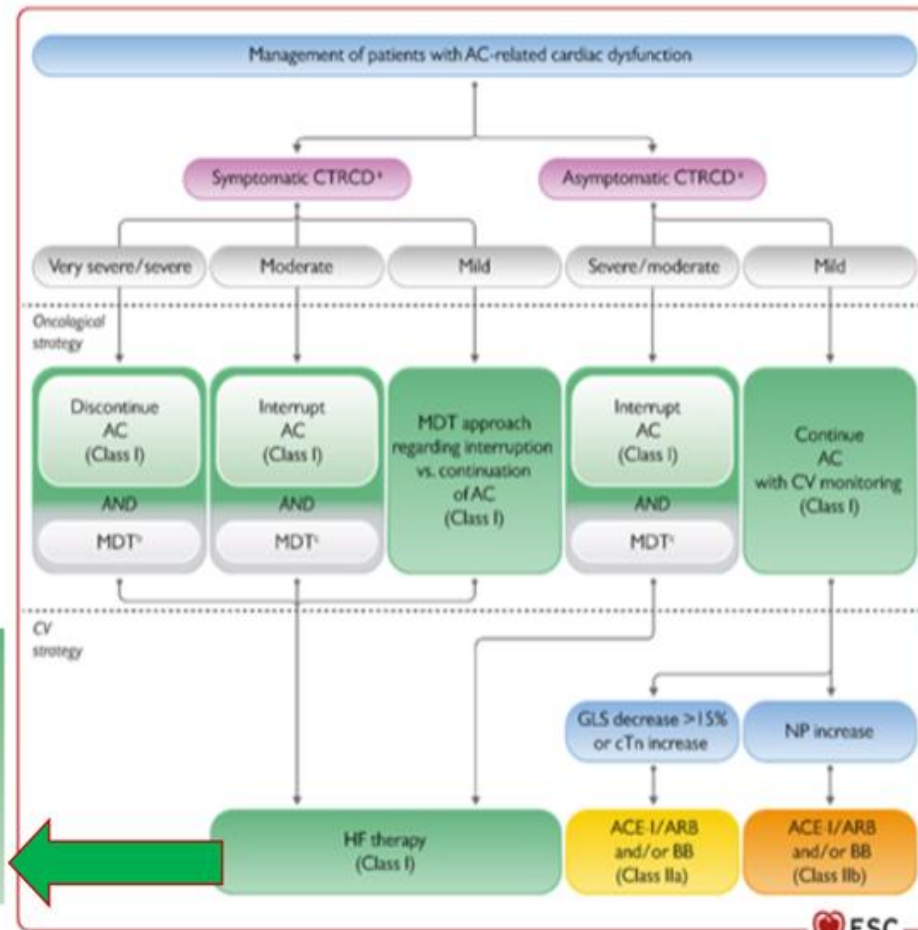 Management of patients with AC-related cardiac dysfunction
Symptomatic CTRCD a
Asymptomatic CTRCD a
Very severe/severe
Moderate
Mild
Severe/moderate
Mild
Oncological
strategy
Discontinue
AC
(Class I)
AND
MDT b
Interrupt
AC
(Class I)
AND
MDT c
MDT approach
regarding interruption
vs. continuation
of AC
(Class I)
Interrupt
AC
(Class I)
AND
MDT c
Continue
AC
with CV monitoring
(Class I)
CV
strategy
GLS decrease >15%
or cTn increase
NP increase
HF therapy
(Class I)
ACE-I/ARB
and/or BB
(Class IIa)
ACE-I/ARB
and/or BB
(Class IIb)
ESC